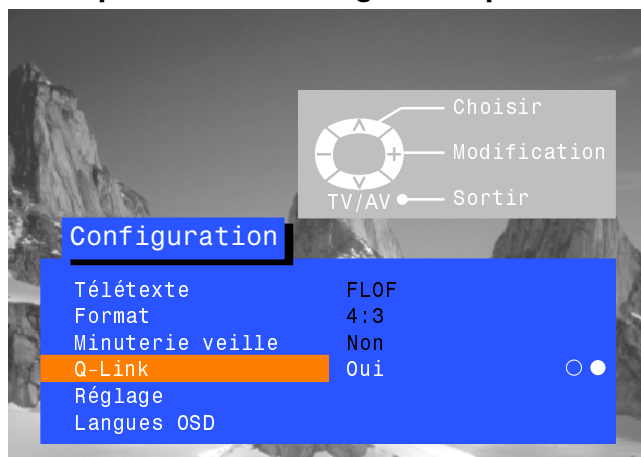 Choisir
Modification
TV/AV Sortir
Configuration
Télétexte FLOF
Format 4:3
Minuterie veille Non
Q-Link Oui
Réglage
Langues OSD